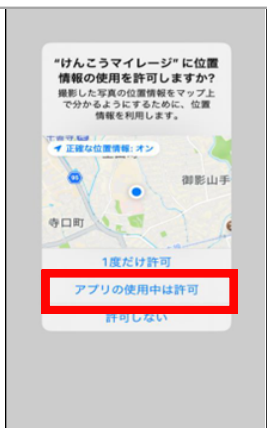 “けんこうマイレージ”に位置
情報の使用を許可しますか?
撮影した写真の位置情報をマップ上
で分かるようにするために、位置
情報を利用します。
正確な位置情報: オン
御影山手
寺口町
1度だけ許可
アプリの使用中は許可
許可しない